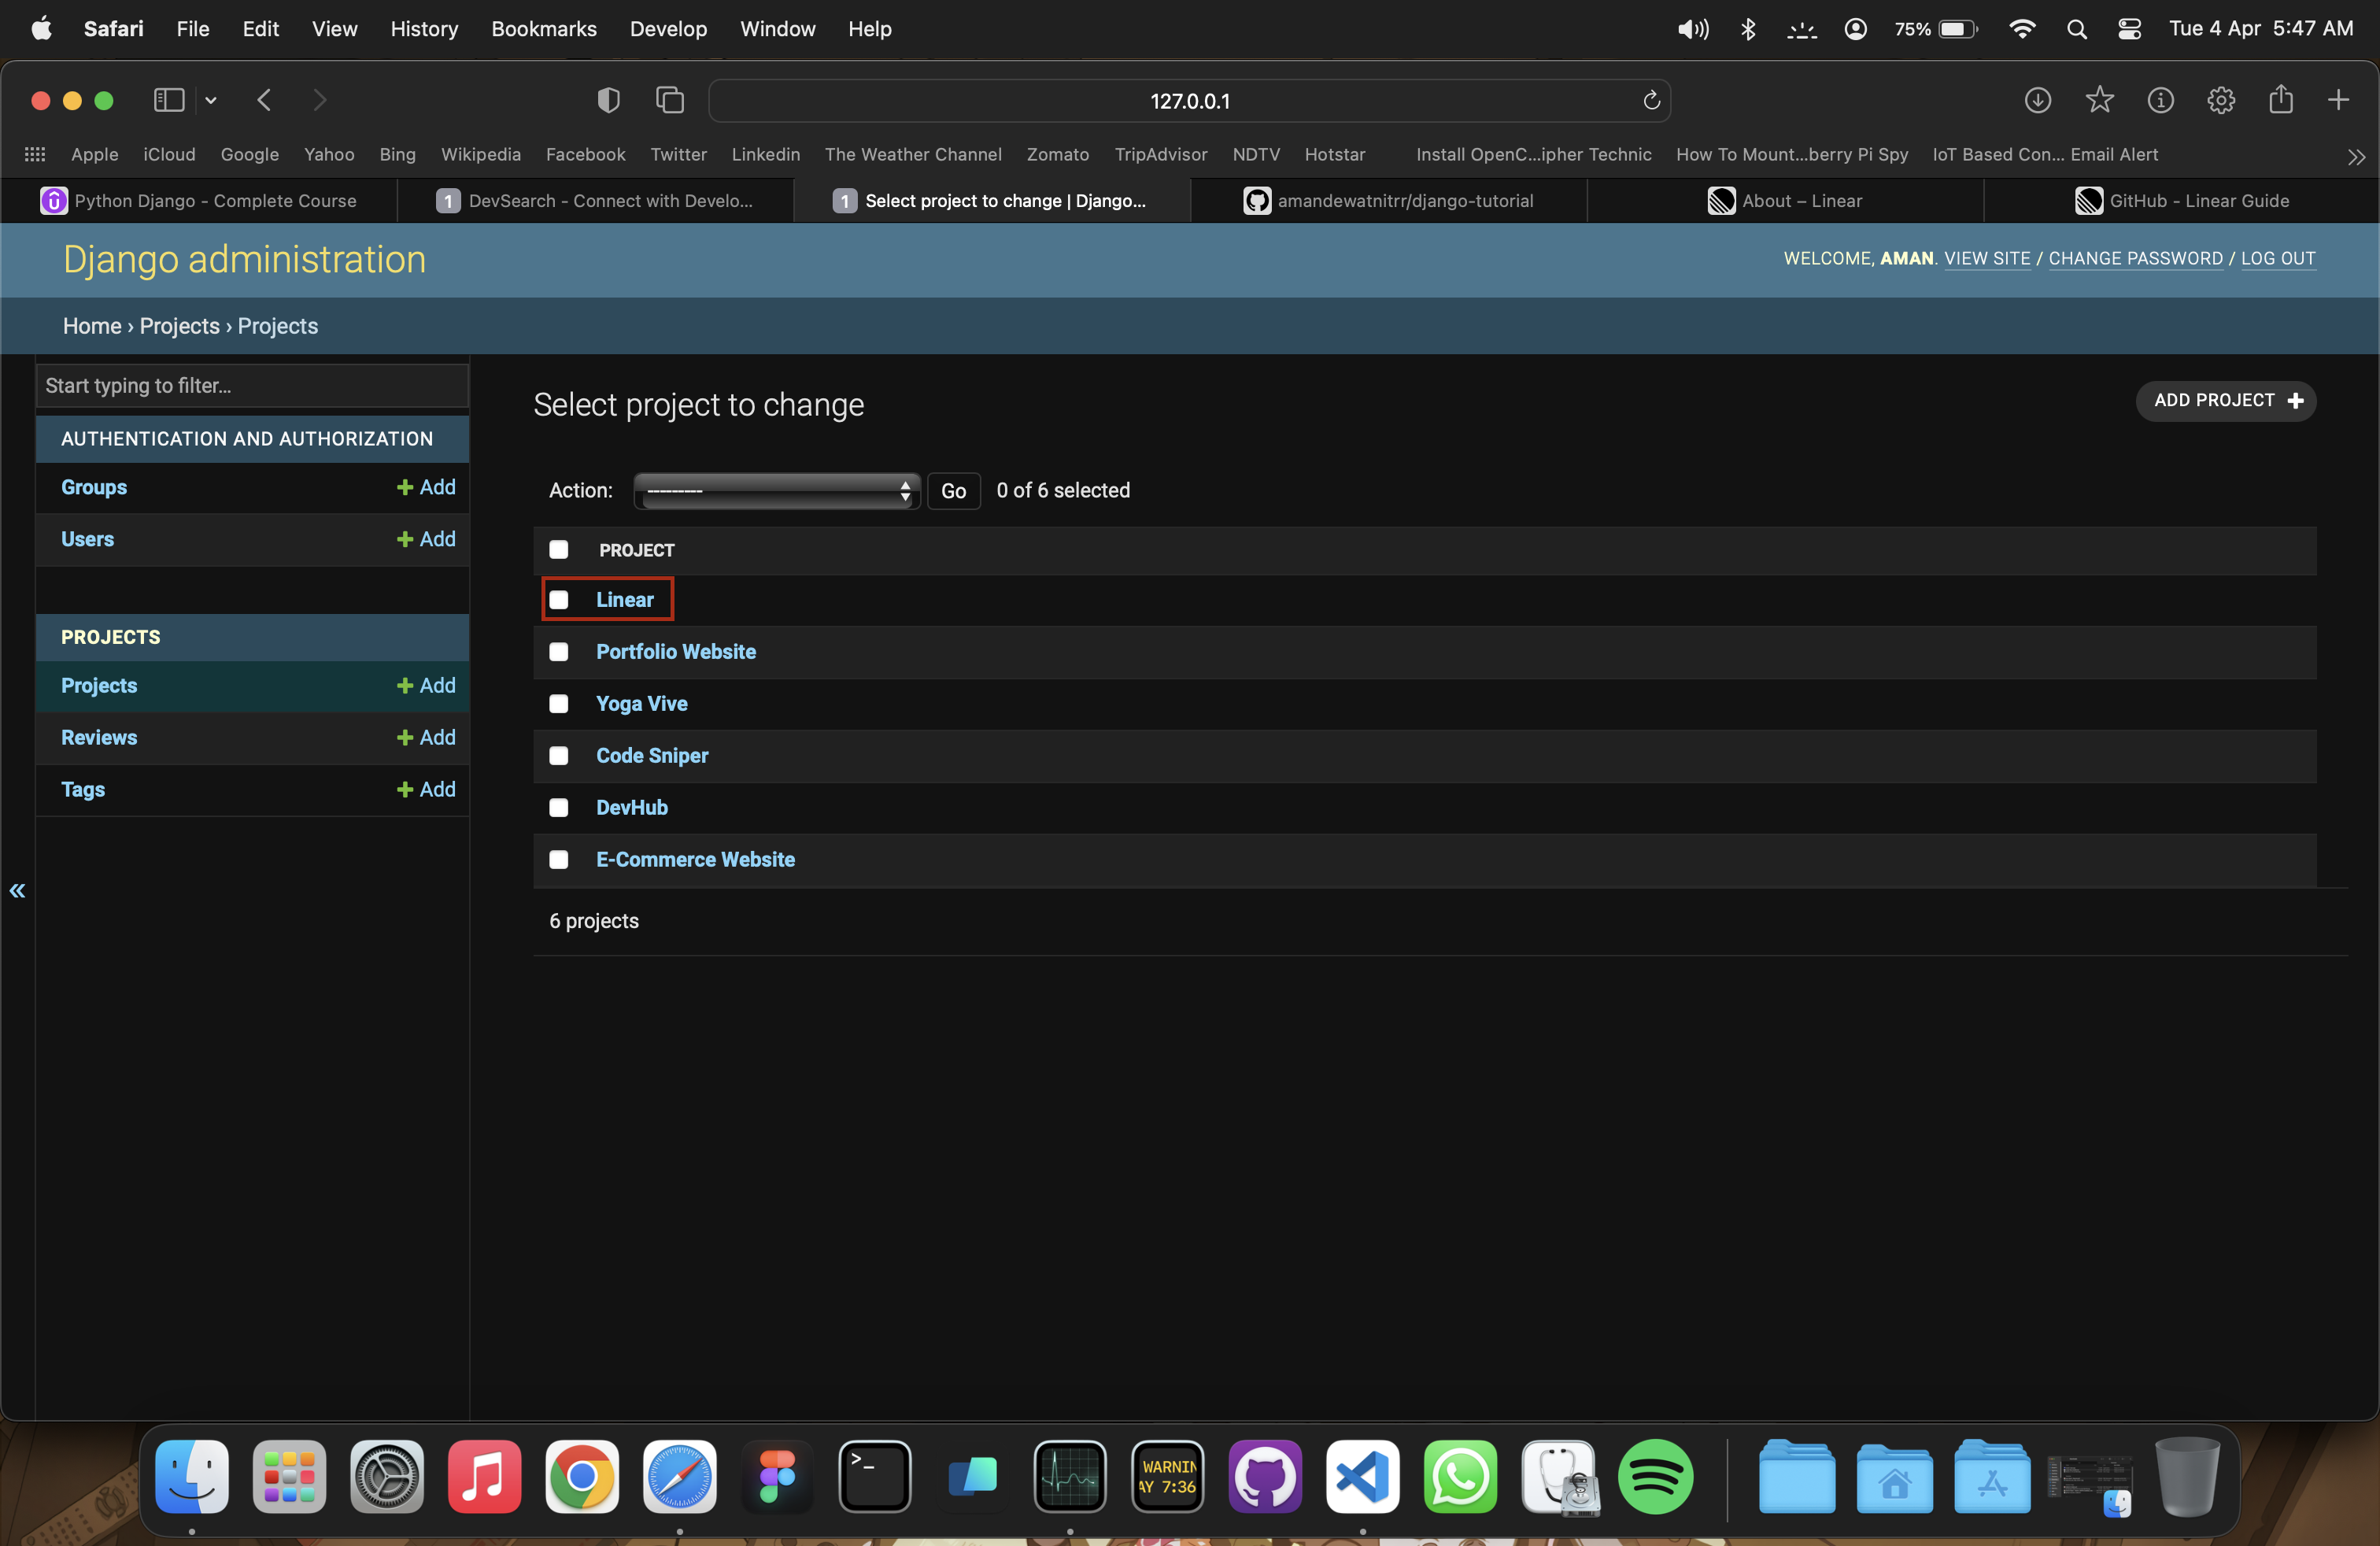 Safari File Edit View History Bookmarks Develop Window Help 75% Tue 4 Apr 5:47 AM
127.0.0.1
Apple iCloud Google Yahoo Bing Wikipedia Facebook Twitter Linkedin The Weather Channel Zomato TripAdvisor NDTV Hotstar Install OpenC...ipher Technic How To Mount...berry Pi Spy IoT Based Con... Email Alert
Python Django - Complete Course 1 DevSearch - Connect with Develo... 1 Select project to change | Django... amandewatnitrr/django-tutorial About – Linear GitHub - Linear Guide
Django administration
WELCOME, AMAN. VIEW SITE / CHANGE PASSWORD / LOG OUT
Home › Projects › Projects
Start typing to filter...
AUTHENTICATION AND AUTHORIZATION
Groups + Add
Users + Add
PROJECTS
Projects + Add
Reviews + Add
Tags + Add
«
Select project to change
ADD PROJECT +
Action: --------- Go 0 of 6 selected
PROJECT
Linear
Portfolio Website
Yoga Vive
Code Sniper
DevHub
E-Commerce Website
6 projects
>_
WARNIN
AY 7:36